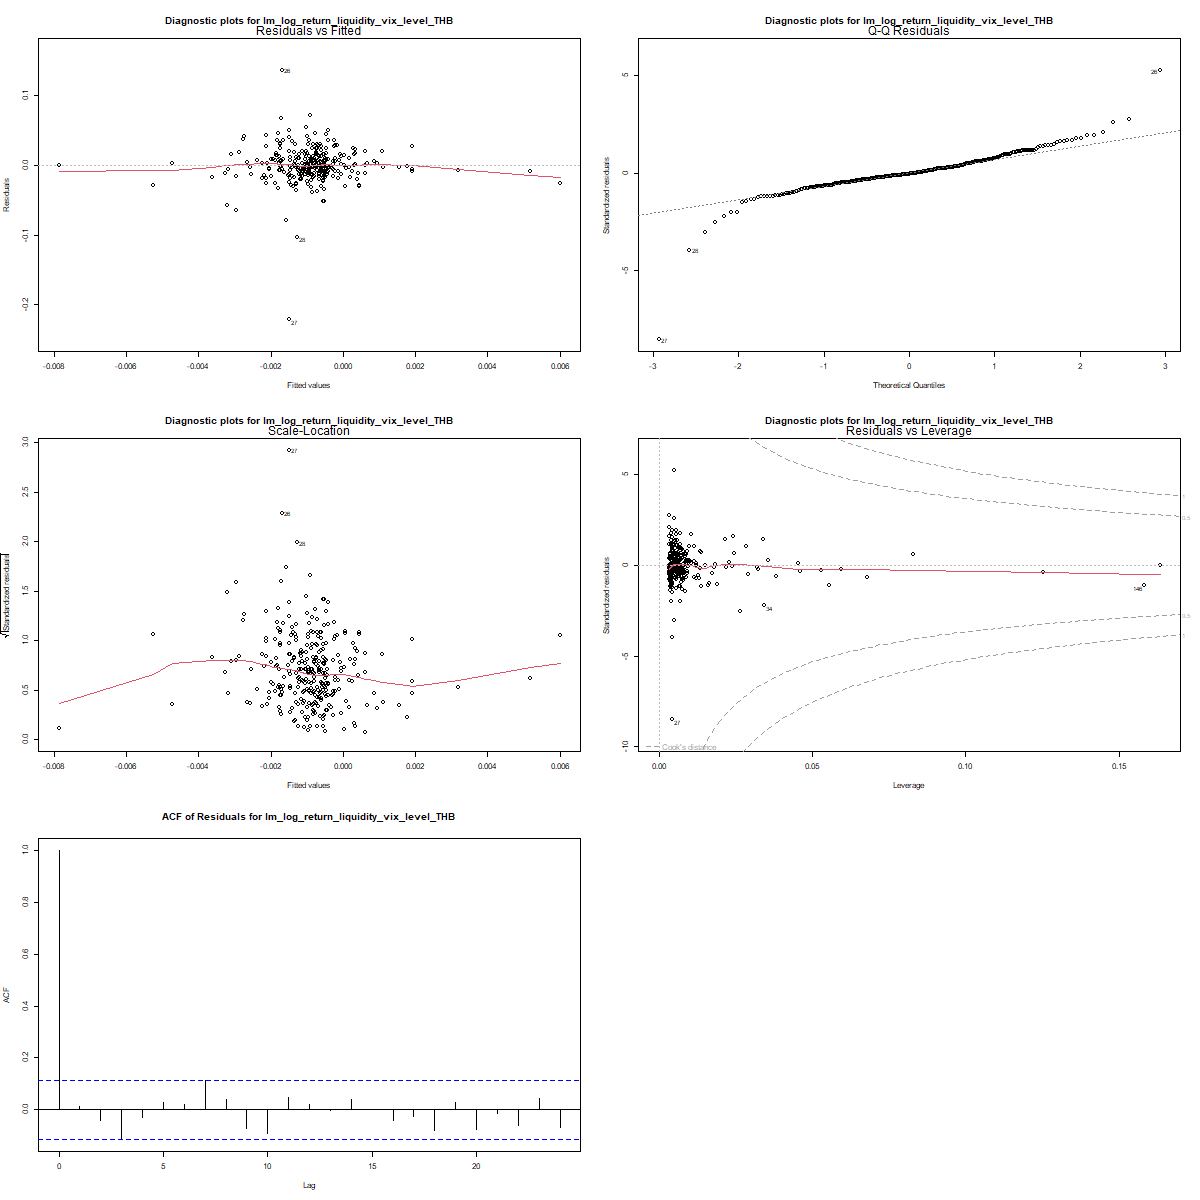 Diagnostic plots for lm_log_return_liquidity_vix_level_THB
Residuals vs Fitted
Residuals
0.1
0.0
-0.1
-0.2
26
28
27
-0.008 -0.006 -0.004 -0.002 0.000 0.002 0.004 0.006
Fitted values
Diagnostic plots for lm_log_return_liquidity_vix_level_THB
Q-Q Residuals
Standardized residuals
5
0
-5
26
28
27
-3 -2 -1 0 1 2 3
Theoretical Quantiles
Diagnostic plots for lm_log_return_liquidity_vix_level_THB
Scale-Location
√|Standardized residuals|
3.0
2.5
2.0
1.5
1.0
0.5
0.0
27
26
28
-0.008 -0.006 -0.004 -0.002 0.000 0.002 0.004 0.006
Fitted values
Diagnostic plots for lm_log_return_liquidity_vix_level_THB
Residuals vs Leverage
Standardized residuals
5
0
-5
-10
1
0.5
146
34
0.5
1
27
Cook's distance
0.00 0.05 0.10 0.15
Leverage
ACF of Residuals for lm_log_return_liquidity_vix_level_THB
ACF
1.0
0.8
0.6
0.4
0.2
0.0
0 5 10 15 20
Lag